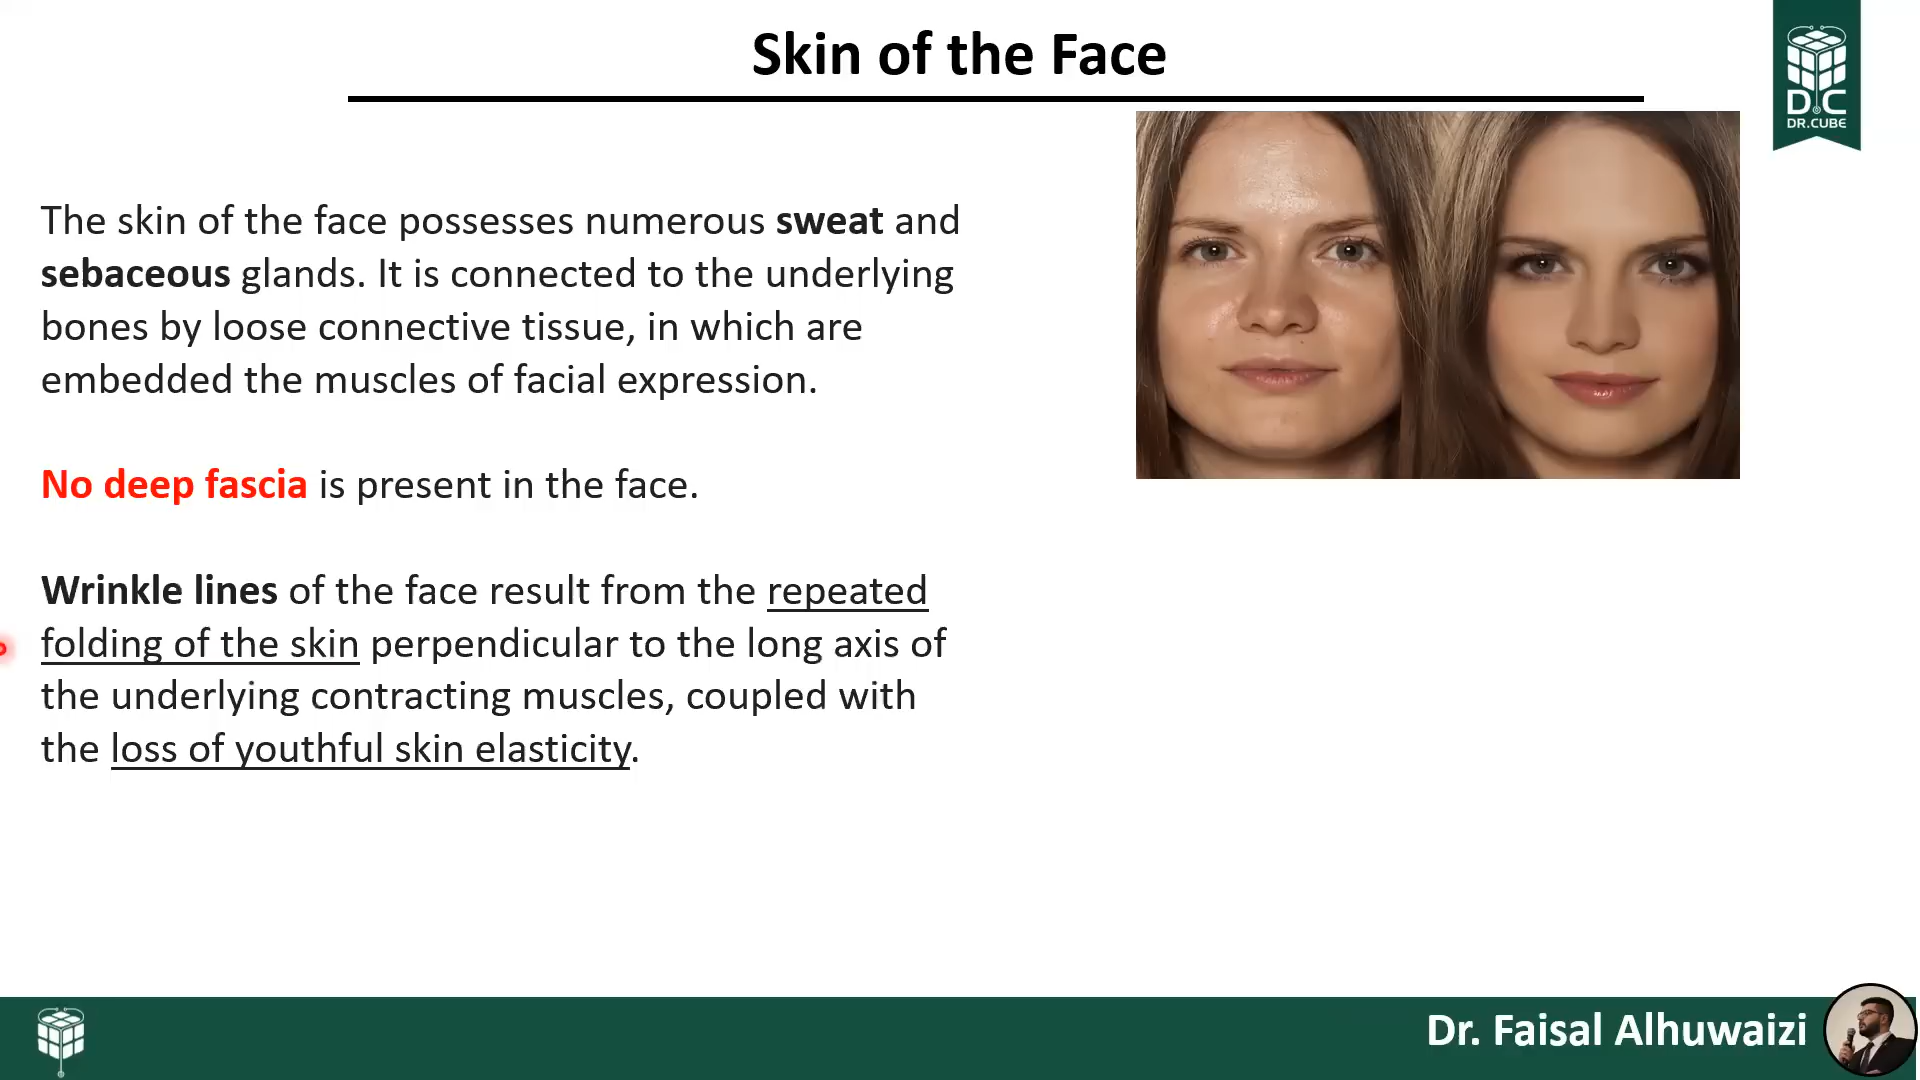 Skin of the Face
D C
DR.CUBE
The skin of the face possesses numerous sweat and
sebaceous glands. It is connected to the underlying
bones by loose connective tissue, in which are
embedded the muscles of facial expression.
No deep fascia is present in the face.
Wrinkle lines of the face result from the repeated
folding of the skin perpendicular to the long axis of
the underlying contracting muscles, coupled with
the loss of youthful skin elasticity.
Dr. Faisal Alhuwaizi